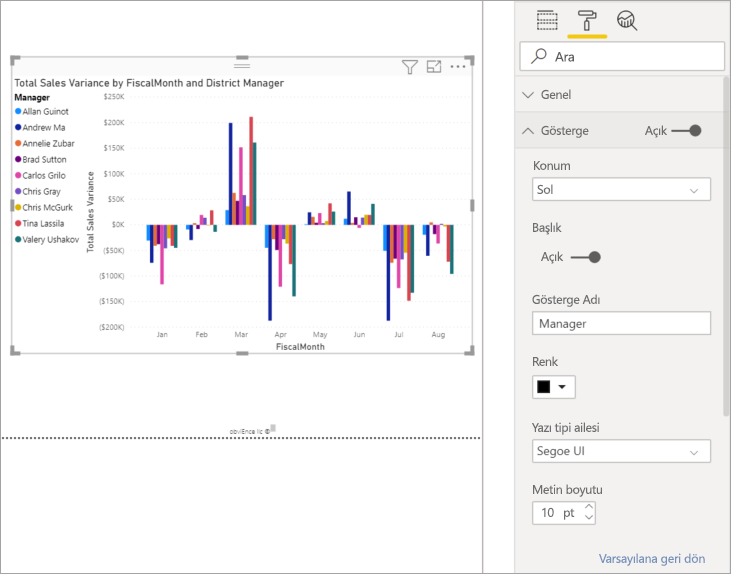 Total Sales Variance by FiscalMonth and District Manager
Manager
Allan Guinot
Andrew Ma
Annelie Zubar
Brad Sutton
Carlos Grilo
Chris Gray
Chris McGurk
Tina Lassila
Valery Ushakov
Total Sales Variance
$250K
$200K
$150K
$100K
$50K
$0K
($50K)
($100K)
($150K)
($200K)
Jan Feb Mar Apr May Jun Jul Aug
FiscalMonth
obviEnce llc ©
Ara
Genel
Gösterge Açık
Konum
Sol
Başlık
Açık
Gösterge Adı
Manager
Renk
Yazı tipi ailesi
Segoe UI
Metin boyutu
10 pt
Varsayılana geri dön